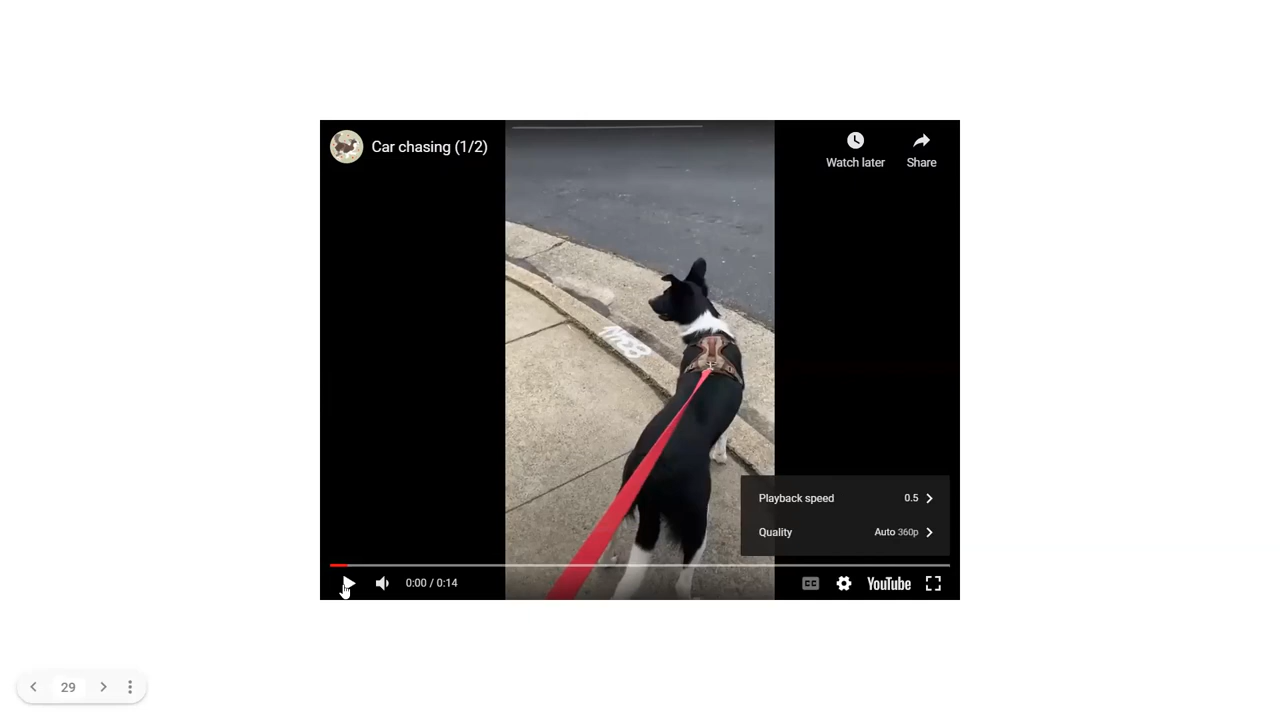 Car chasing (1/2)
Watch later
Share
Playback speed 0.5
Quality Auto 360p
0:00 / 0:14
CC
YouTube
29